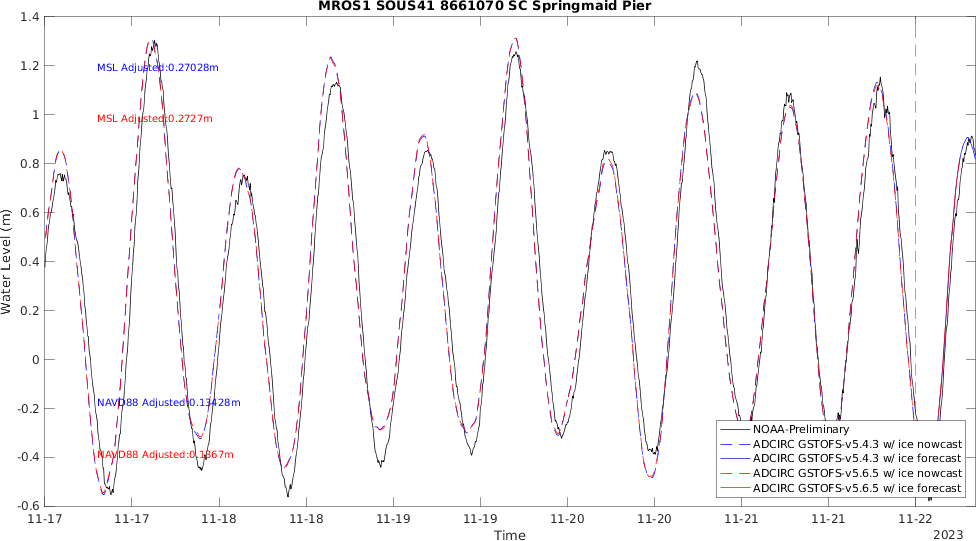 MROS1 SOUS41 8661070 SC Springmaid Pier
1.4
1.2
1
0.8
0.6
0.4
0.2
0
-0.2
-0.4
-0.6
Water Level (m)
MSL Adjusted:0.27028m
MSL Adjusted:0.2727m
NAVD88 Adjusted:0.13428m
NAVD88 Adjusted:0.1367m
NOAA-Preliminary
ADCIRC GSTOFS-v5.4.3 w/ ice nowcast
ADCIRC GSTOFS-v5.4.3 w/ ice forecast
ADCIRC GSTOFS-v5.6.5 w/ ice nowcast
ADCIRC GSTOFS-v5.6.5 w/ ice forecast
11-17 11-17 11-18 11-18 11-19 11-19 11-20 11-20 11-21 11-21 11-22
Time
2023